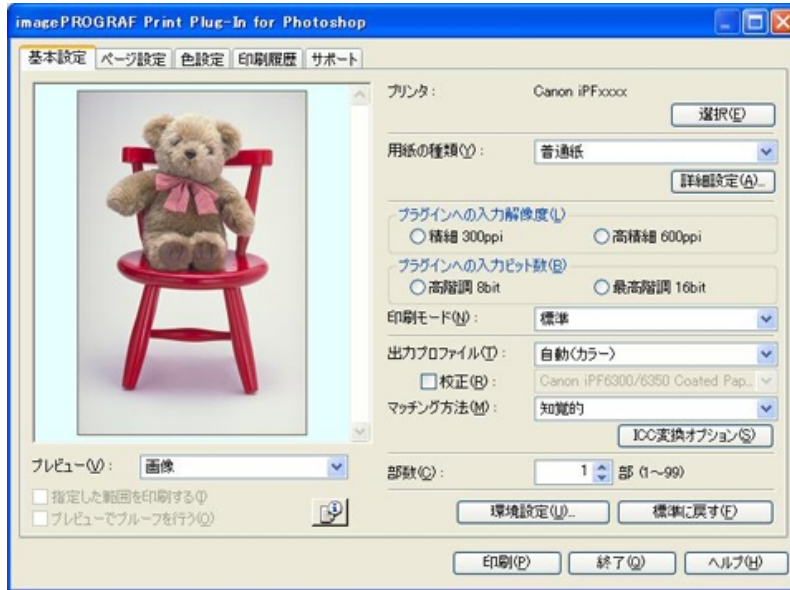 imagePROGRAF Print Plug-In for Photoshop
基本設定 ページ設定 色設定 印刷履歴 サポート
プリンタ： Canon iPFxxxx
選択(E)
用紙の種類(Y)： 普通紙
詳細設定(A)...
プラグインへの入力解像度(L)
精細 300ppi 高精細 600ppi
プラグインへの入力ビット数(B)
高階調 8bit 最高階調 16bit
印刷モード(N)： 標準
出力プロファイル(T)： 自動(カラー)
校正(R)： Canon iPF6300/6350 Coated Pap...
マッチング方法(M)： 知覚的
ICC変換オプション(S)
プレビュー(V)： 画像
部数(C)： 1 部 (1～99)
指定した範囲を印刷する(I)
プレビューでプルーフを行う(O)
環境設定(U)... 標準に戻す(F)
印刷(P) 終了(Q) ヘルプ(H)